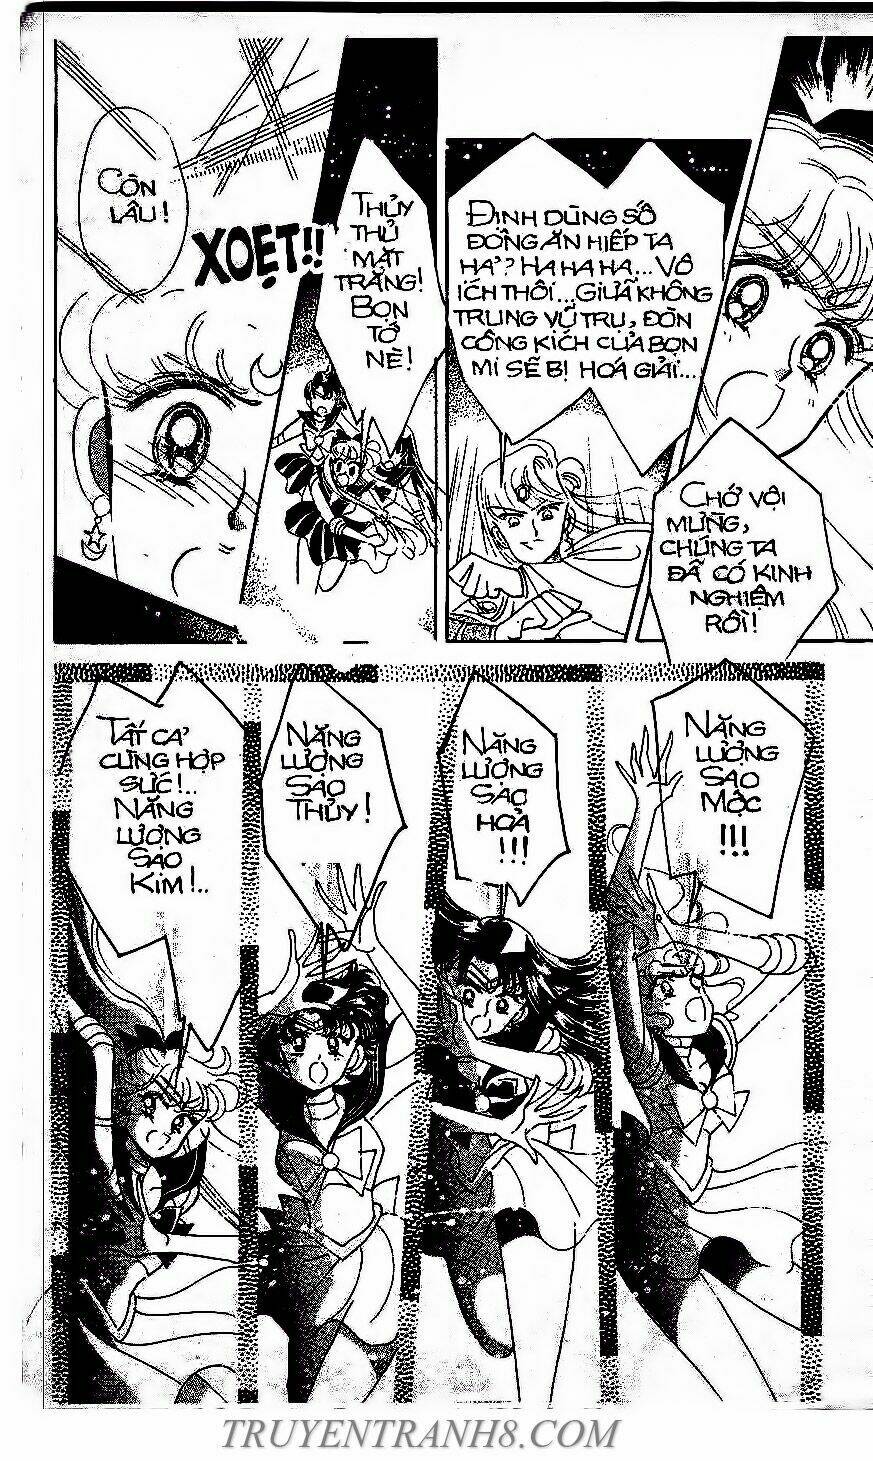 CÒN
LÂU!
XOẸT!!
THỦY
THỦ
MẶT
TRĂNG!
BỌN
TỚ
NÈ!
ĐỊNH DÙNG SỐ
ĐÔNG ĂN HIẾP TA
HẢ? HA HA HA... VÔ
ÍCH THÔI... GIỮA KHÔNG
TRUNG VŨ TRỤ, ĐÒN
CÔNG KÍCH CỦA BỌN
MI SẼ BỊ HOÁ GIẢI...
CHỚ VỘI
MỪNG,
CHÚNG TA
ĐÃ CÓ KINH
NGHIỆM
RỒI!
TẤT CẢ
CÙNG HỢP
SỨC!..
NĂNG
LƯỢNG
SAO
KIM!..
NĂNG
LƯỢNG
SAO
THỦY!
NĂNG
LƯỢNG
SAO
HOẢ
!!!
NĂNG
LƯỢNG
SAO
MỘC
!!!
TRUYENTRANH8.COM